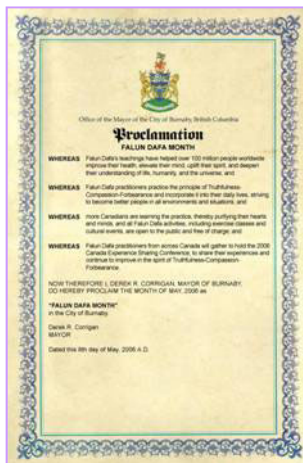 Office of the Mayor of the City of Burnaby, British Columbia
Proclamation
FALUN DAFA MONTH
WHEREAS Falun Dafa's teachings have helped over 100 million people worldwide
improve their health, elevate their mind, uplift their spirit, and deepen
their understanding of life, humanity, and the universe; and
WHEREAS Falun Dafa practitioners practice the principle of Truthfulness-
Compassion-Forbearance and incorporate it into their daily lives, striving
to become better people in all environments and situations; and
WHEREAS more Canadians are learning the practice, thereby purifying their hearts
and minds; and all Falun Dafa activities, including exercise classes and
cultural events, are open to the public and free of charge; and
WHEREAS Falun Dafa practitioners from across Canada will gather to hold the 2006
Canada Experience Sharing Conference, to share their experiences and
continue to improve in the spirit of Truthfulness-Compassion-
Forbearance.
NOW THEREFORE I, DEREK R. CORRIGAN, MAYOR OF BURNABY,
DO HEREBY PROCLAIM THE MONTH OF MAY, 2006 as
"FALUN DAFA MONTH"
in the City of Burnaby.
Derek R. Corrigan
MAYOR
Dated this 8th day of May, 2006 A.D.